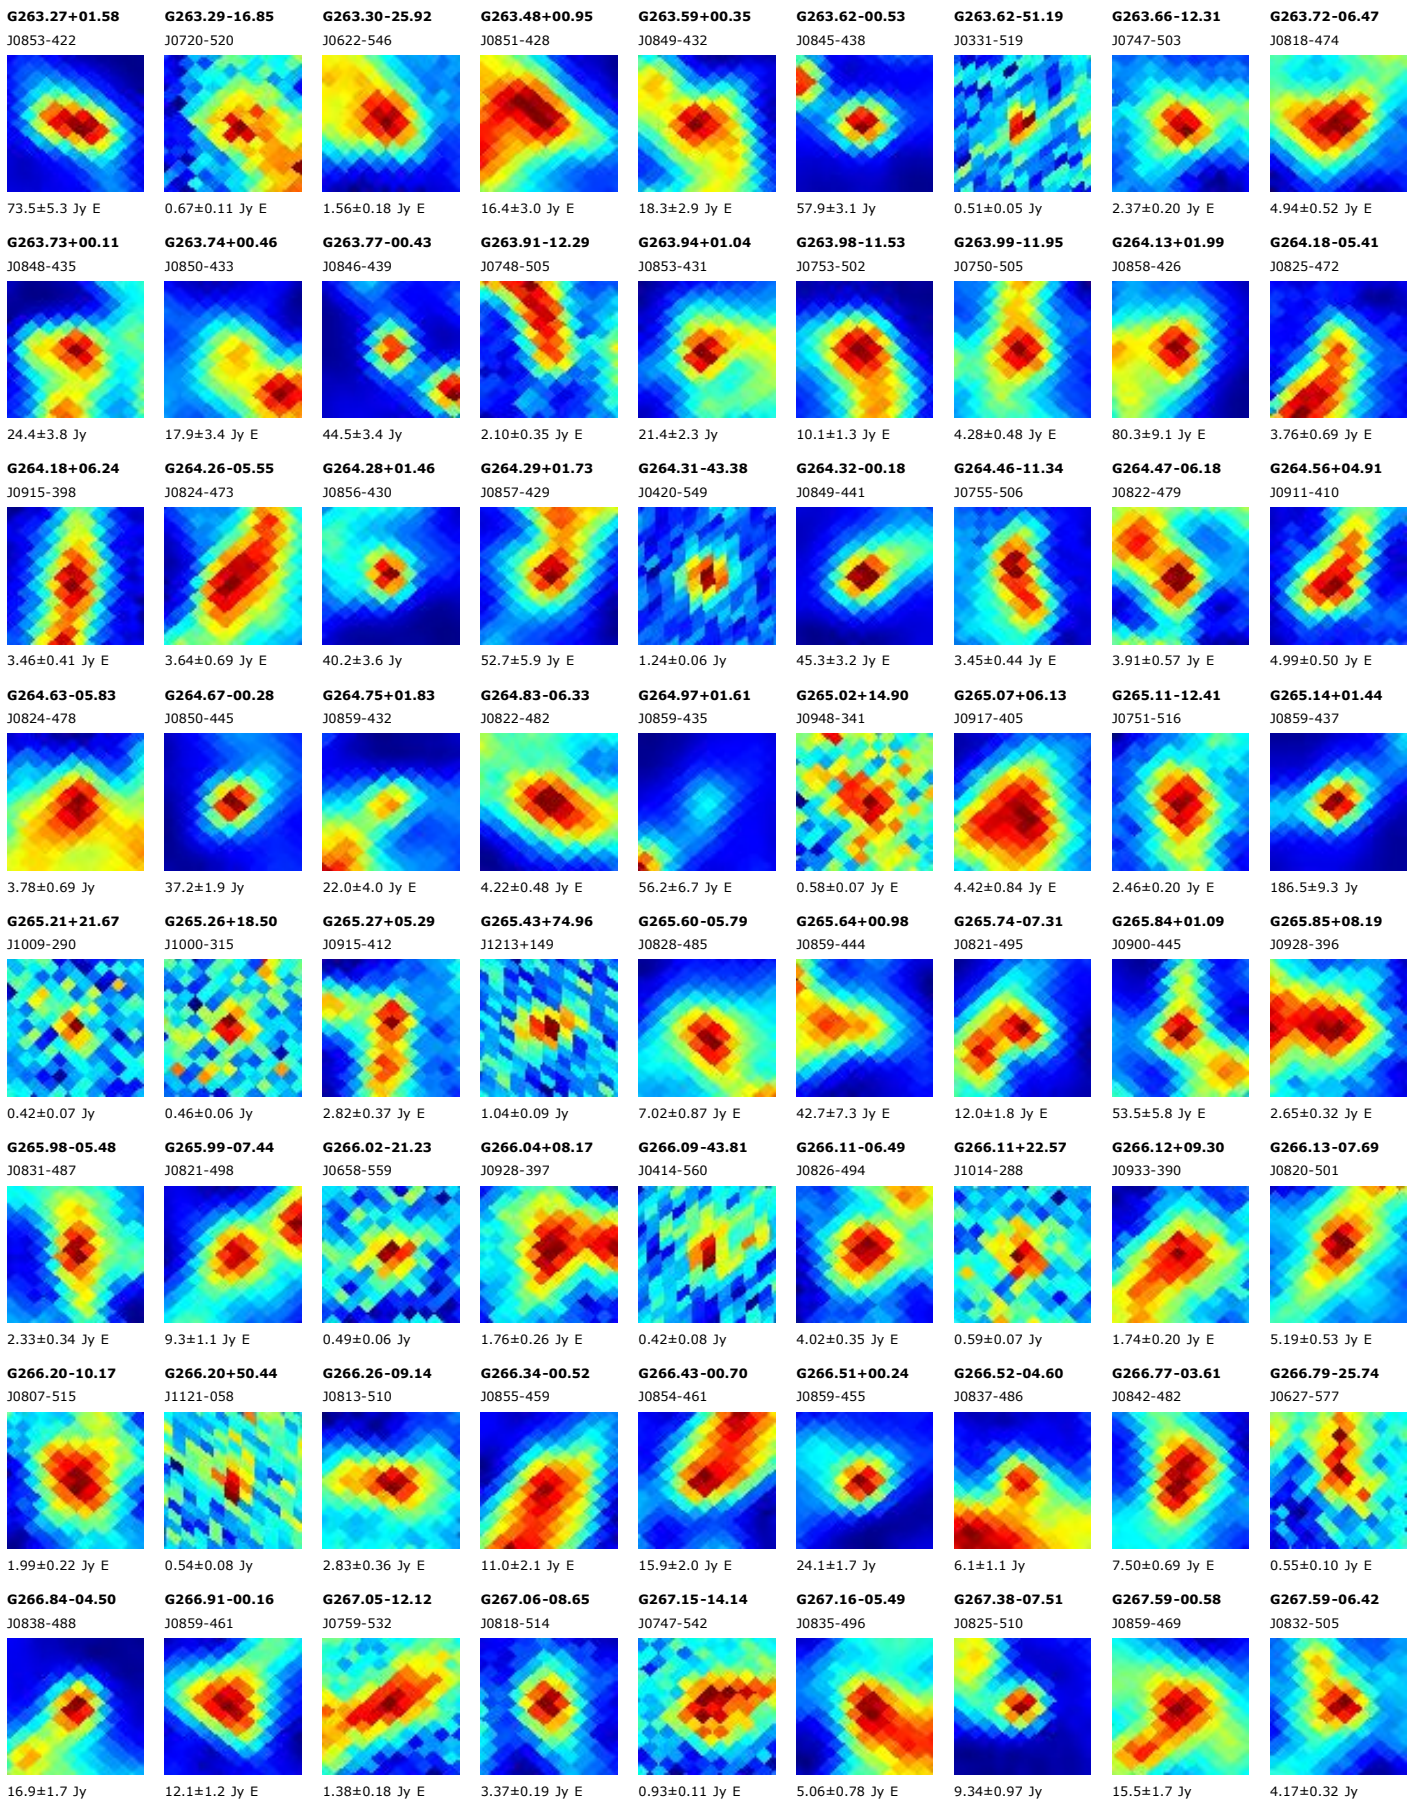 G263.27+01.58 G263.29-16.85 G263.30-25.92 G263.48+00.95 G263.59+00.35 G263.62-00.53 G263.62-51.19 G263.66-12.31 G263.72-06.47
J0853-422 J0720-520 J0622-546 J0851-428 J0849-432 J0845-438 J0331-519 J0747-503 J0818-474
73.5±5.3 Jy E 0.67±0.11 Jy E 1.56±0.18 Jy E 16.4±3.0 Jy E 18.3±2.9 Jy E 57.9±3.1 Jy 0.51±0.05 Jy 2.37±0.20 Jy E 4.94±0.52 Jy E
G263.73+00.11 G263.74+00.46 G263.77-00.43 G263.91-12.29 G263.94+01.04 G263.98-11.53 G263.99-11.95 G264.13+01.99 G264.18-05.41
J0848-435 J0850-433 J0846-439 J0748-505 J0853-431 J0753-502 J0750-505 J0858-426 J0825-472
24.4±3.8 Jy 17.9±3.4 Jy E 44.5±3.4 Jy 2.10±0.35 Jy E 21.4±2.3 Jy 10.1±1.3 Jy E 4.28±0.48 Jy E 80.3±9.1 Jy E 3.76±0.69 Jy E
G264.18+06.24 G264.26-05.55 G264.28+01.46 G264.29+01.73 G264.31-43.38 G264.32-00.18 G264.46-11.34 G264.47-06.18 G264.56+04.91
J0915-398 J0824-473 J0856-430 J0857-429 J0420-549 J0849-441 J0755-506 J0822-479 J0911-410
3.46±0.41 Jy E 3.64±0.69 Jy E 40.2±3.6 Jy 52.7±5.9 Jy E 1.24±0.06 Jy 45.3±3.2 Jy E 3.45±0.44 Jy E 3.91±0.57 Jy E 4.99±0.50 Jy E
G264.63-05.83 G264.67-00.28 G264.75+01.83 G264.83-06.33 G264.97+01.61 G265.02+14.90 G265.07+06.13 G265.11-12.41 G265.14+01.44
J0824-478 J0850-445 J0859-432 J0822-482 J0859-435 J0948-341 J0917-405 J0751-516 J0859-437
3.78±0.69 Jy 37.2±1.9 Jy 22.0±4.0 Jy E 4.22±0.48 Jy E 56.2±6.7 Jy E 0.58±0.07 Jy E 4.42±0.84 Jy E 2.46±0.20 Jy E 186.5±9.3 Jy
G265.21+21.67 G265.26+18.50 G265.27+05.29 G265.43+74.96 G265.60-05.79 G265.64+00.98 G265.74-07.31 G265.84+01.09 G265.85+08.19
J1009-290 J1000-315 J0915-412 J1213+149 J0828-485 J0859-444 J0821-495 J0900-445 J0928-396
0.42±0.07 Jy 0.46±0.06 Jy 2.82±0.37 Jy E 1.04±0.09 Jy 7.02±0.87 Jy E 42.7±7.3 Jy E 12.0±1.8 Jy E 53.5±5.8 Jy E 2.65±0.32 Jy E
G265.98-05.48 G265.99-07.44 G266.02-21.23 G266.04+08.17 G266.09-43.81 G266.11-06.49 G266.11+22.57 G266.12+09.30 G266.13-07.69
J0831-487 J0821-498 J0658-559 J0928-397 J0414-560 J0826-494 J1014-288 J0933-390 J0820-501
2.33±0.34 Jy E 9.3±1.1 Jy E 0.49±0.06 Jy 1.76±0.26 Jy E 0.42±0.08 Jy 4.02±0.35 Jy E 0.59±0.07 Jy 1.74±0.20 Jy E 5.19±0.53 Jy E
G266.20-10.17 G266.20+50.44 G266.26-09.14 G266.34-00.52 G266.43-00.70 G266.51+00.24 G266.52-04.60 G266.77-03.61 G266.79-25.74
J0807-515 J1121-058 J0813-510 J0855-459 J0854-461 J0859-455 J0837-486 J0842-482 J0627-577
1.99±0.22 Jy E 0.54±0.08 Jy 2.83±0.36 Jy E 11.0±2.1 Jy E 15.9±2.0 Jy E 24.1±1.7 Jy 6.1±1.1 Jy 7.50±0.69 Jy E 0.55±0.10 Jy E
G266.84-04.50 G266.91-00.16 G267.05-12.12 G267.06-08.65 G267.15-14.14 G267.16-05.49 G267.38-07.51 G267.59-00.58 G267.59-06.42
J0838-488 J0859-461 J0759-532 J0818-514 J0747-542 J0835-496 J0825-510 J0859-469 J0832-505
16.9±1.7 Jy 12.1±1.2 Jy E 1.38±0.18 Jy E 3.37±0.19 Jy E 0.93±0.11 Jy E 5.06±0.78 Jy E 9.34±0.97 Jy 15.5±1.7 Jy 4.17±0.32 Jy